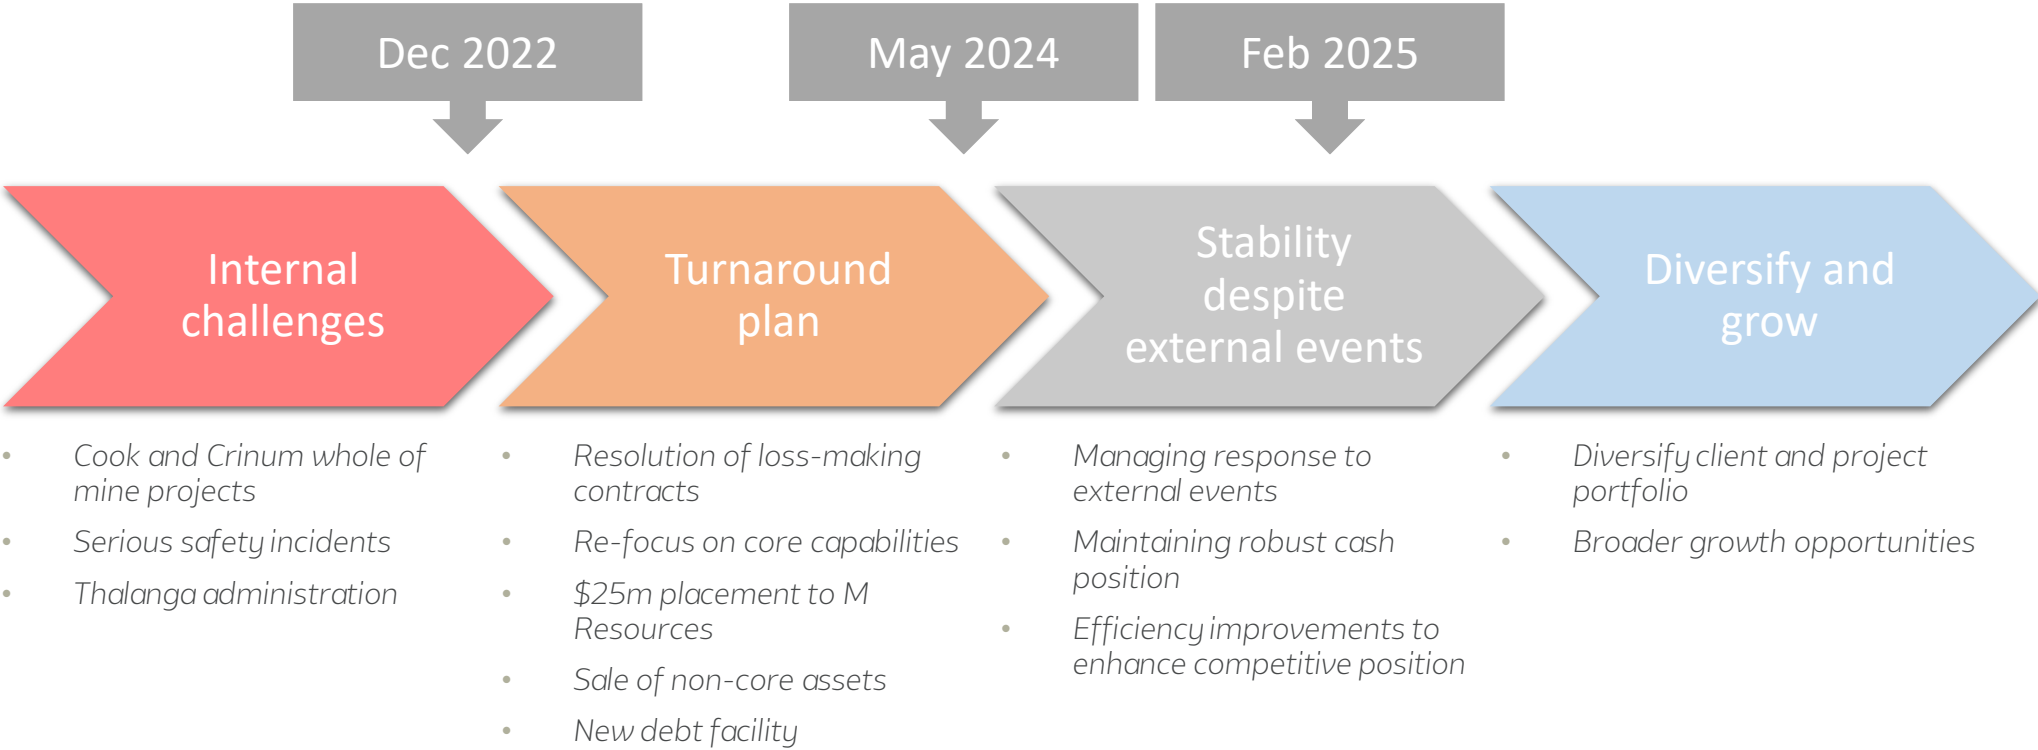 Dec 2022
May 2024
Feb 2025
Internal
challenges
Turnaround
plan
Stability
despite
external events
Diversify and
grow
• Cook and Crinum whole of
mine projects
• Serious safety incidents
• Thalanga administration
• Resolution of loss-making
contracts
• Re-focus on core capabilities
• $25m placement to M
Resources
• Sale of non-core assets
• New debt facility
• Managing response to
external events
• Maintaining robust cash
position
• Efficiency improvements to
enhance competitive position
• Diversify client and project
portfolio
• Broader growth opportunities